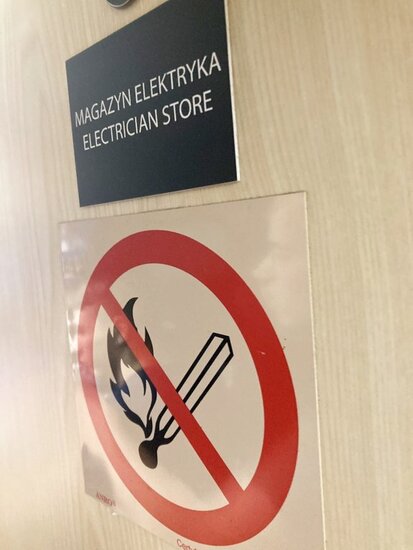 MAGAZYN ELEKTRYKA
ELECTRICIAN STORE